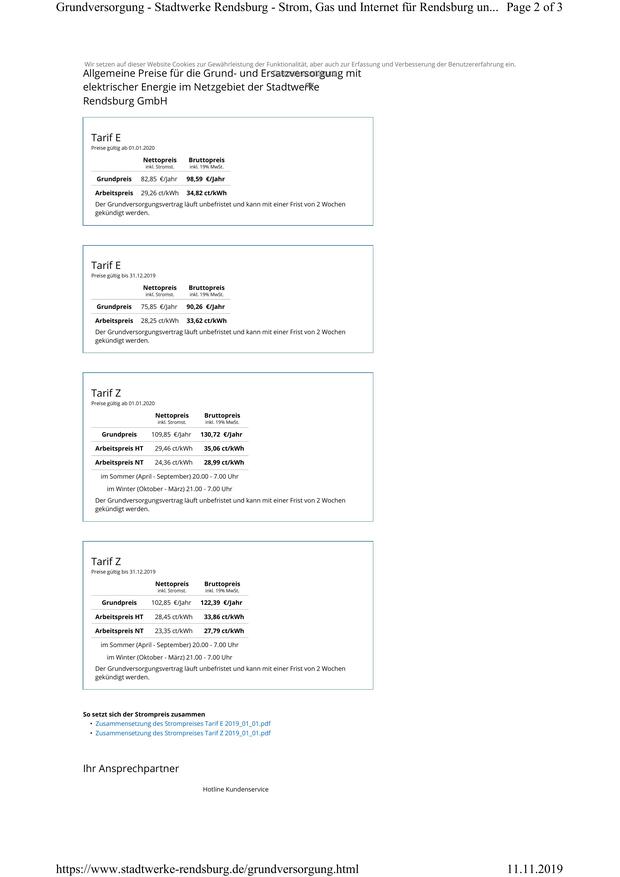 Grundversorgung - Stadtwerke Rendsburg - Strom, Gas und Internet für Rendsburg un... Page 2 of 3
Wir setzen auf dieser Website Cookies zur Gewährleistung der Funktionalität, aber auch zur Erfassung und Verbesserung der Benutzererfahrung ein.
Allgemeine Preise für die Grund- und Ersatzversorgung mit
elektrischer Energie im Netzgebiet der Stadtwerke
Rendsburg GmbH
Tarif E
Preise gültig ab 01.01.2020
Nettopreis Bruttopreis
inkl. Stromst. inkl. 19% MwSt.
Grundpreis 82,85 €/Jahr 98,59 €/Jahr
Arbeitspreis 29,26 ct/kWh 34,82 ct/kWh
Der Grundversorgungsvertrag läuft unbefristet und kann mit einer Frist von 2 Wochen
gekündigt werden.
Tarif E
Preise gültig bis 31.12.2019
Nettopreis Bruttopreis
inkl. Stromst. inkl. 19% MwSt.
Grundpreis 75,85 €/Jahr 90,26 €/Jahr
Arbeitspreis 28,25 ct/kWh 33,62 ct/kWh
Der Grundversorgungsvertrag läuft unbefristet und kann mit einer Frist von 2 Wochen
gekündigt werden.
Tarif Z
Preise gültig ab 01.01.2020
Nettopreis Bruttopreis
inkl. Stromst. inkl. 19% MwSt.
Grundpreis 109,85 €/Jahr 130,72 €/Jahr
Arbeitspreis HT 29,46 ct/kWh 35,06 ct/kWh
Arbeitspreis NT 24,36 ct/kWh 28,99 ct/kWh
im Sommer (April - September) 20.00 - 7.00 Uhr
im Winter (Oktober - März) 21.00 - 7.00 Uhr
Der Grundversorgungsvertrag läuft unbefristet und kann mit einer Frist von 2 Wochen
gekündigt werden.
Tarif Z
Preise gültig bis 31.12.2019
Nettopreis Bruttopreis
inkl. Stromst. inkl. 19% MwSt.
Grundpreis 102,85 €/Jahr 122,39 €/Jahr
Arbeitspreis HT 28,45 ct/kWh 33,86 ct/kWh
Arbeitspreis NT 23,35 ct/kWh 27,79 ct/kWh
im Sommer (April - September) 20.00 - 7.00 Uhr
im Winter (Oktober - März) 21.00 - 7.00 Uhr
Der Grundversorgungsvertrag läuft unbefristet und kann mit einer Frist von 2 Wochen
gekündigt werden.
So setzt sich der Strompreis zusammen
• Zusammensetzung des Strompreises Tarif E 2019_01_01.pdf
• Zusammensetzung des Strompreises Tarif Z 2019_01_01.pdf
Ihr Ansprechpartner
Hotline Kundenservice
https://www.stadtwerke-rendsburg.de/grundversorgung.html 11.11.2019